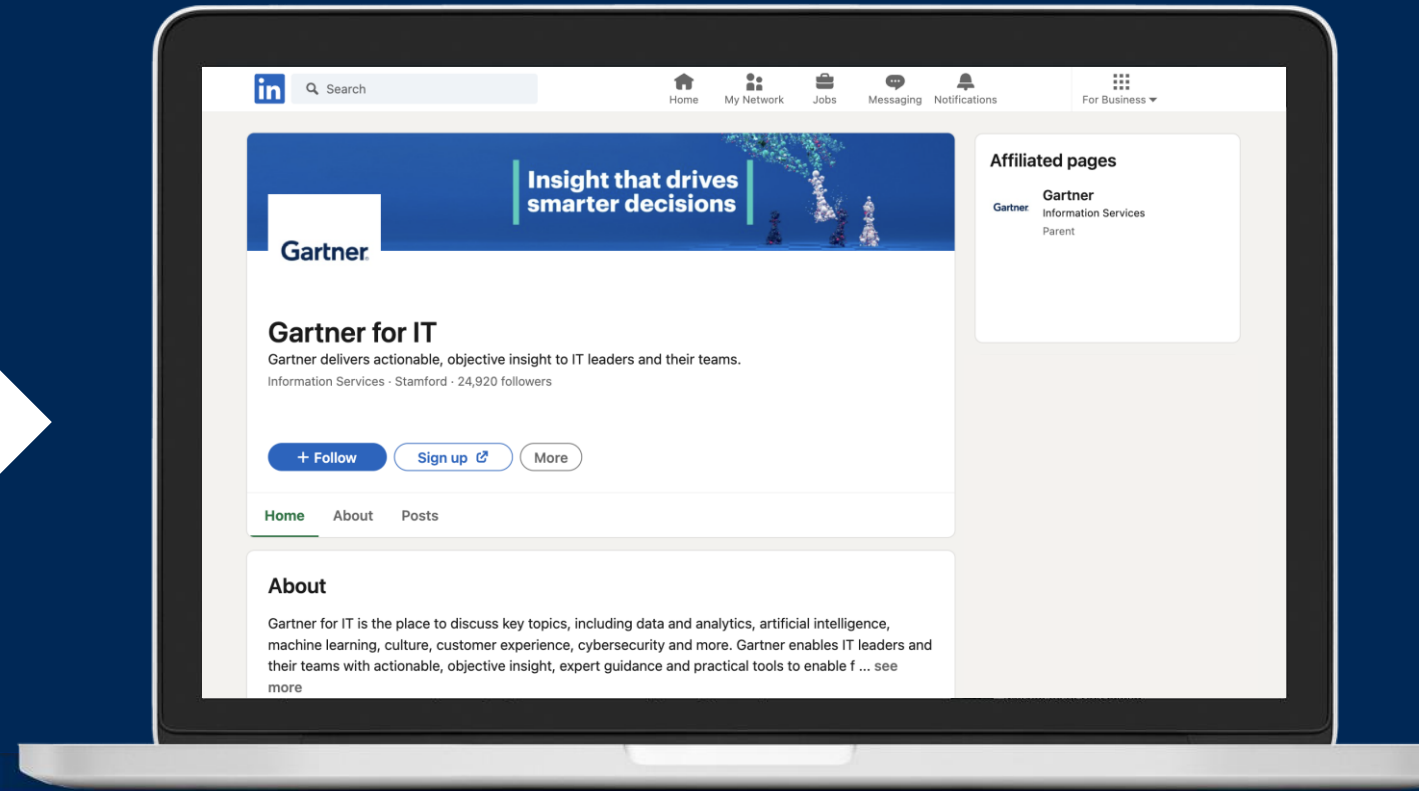 in
Search
Home
My Network
Jobs
Messaging
Notifications
For Business
Insight that drives
smarter decisions
Gartner
Gartner for IT
Gartner delivers actionable, objective insight to IT leaders and their teams.
Information Services · Stamford · 24,920 followers
+ Follow
Sign up
More
Home
About
Posts
About
Gartner for IT is the place to discuss key topics, including data and analytics, artificial intelligence,
machine learning, culture, customer experience, cybersecurity and more. Gartner enables IT leaders and
their teams with actionable, objective insight, expert guidance and practical tools to enable f ... see
more
Affiliated pages
Gartner
Gartner
Information Services
Parent